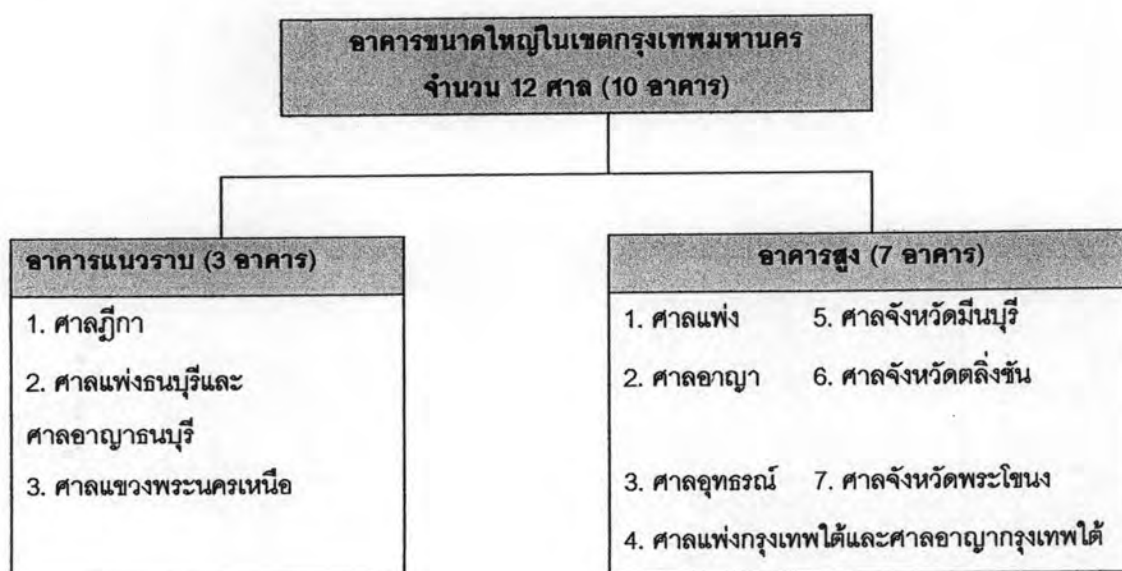 อาคารขนาดใหญ่ในเขตกรุงเทพมหานคร
จำนวน 12 ศาล (10 อาคาร)
อาคารแนวราบ (3 อาคาร)
1. ศาลฎีกา
2. ศาลแพ่งธนบุรีและ
ศาลอาญาธนบุรี
3. ศาลแขวงพระนครเหนือ
อาคารสูง (7 อาคาร)
1. ศาลแพ่ง 5. ศาลจังหวัดมีนบุรี
2. ศาลอาญา 6. ศาลจังหวัดตลิ่งชัน
3. ศาลอุทธรณ์ 7. ศาลจังหวัดพระโขนง
4. ศาลแพ่งกรุงเทพใต้และศาลอาญากรุงเทพใต้